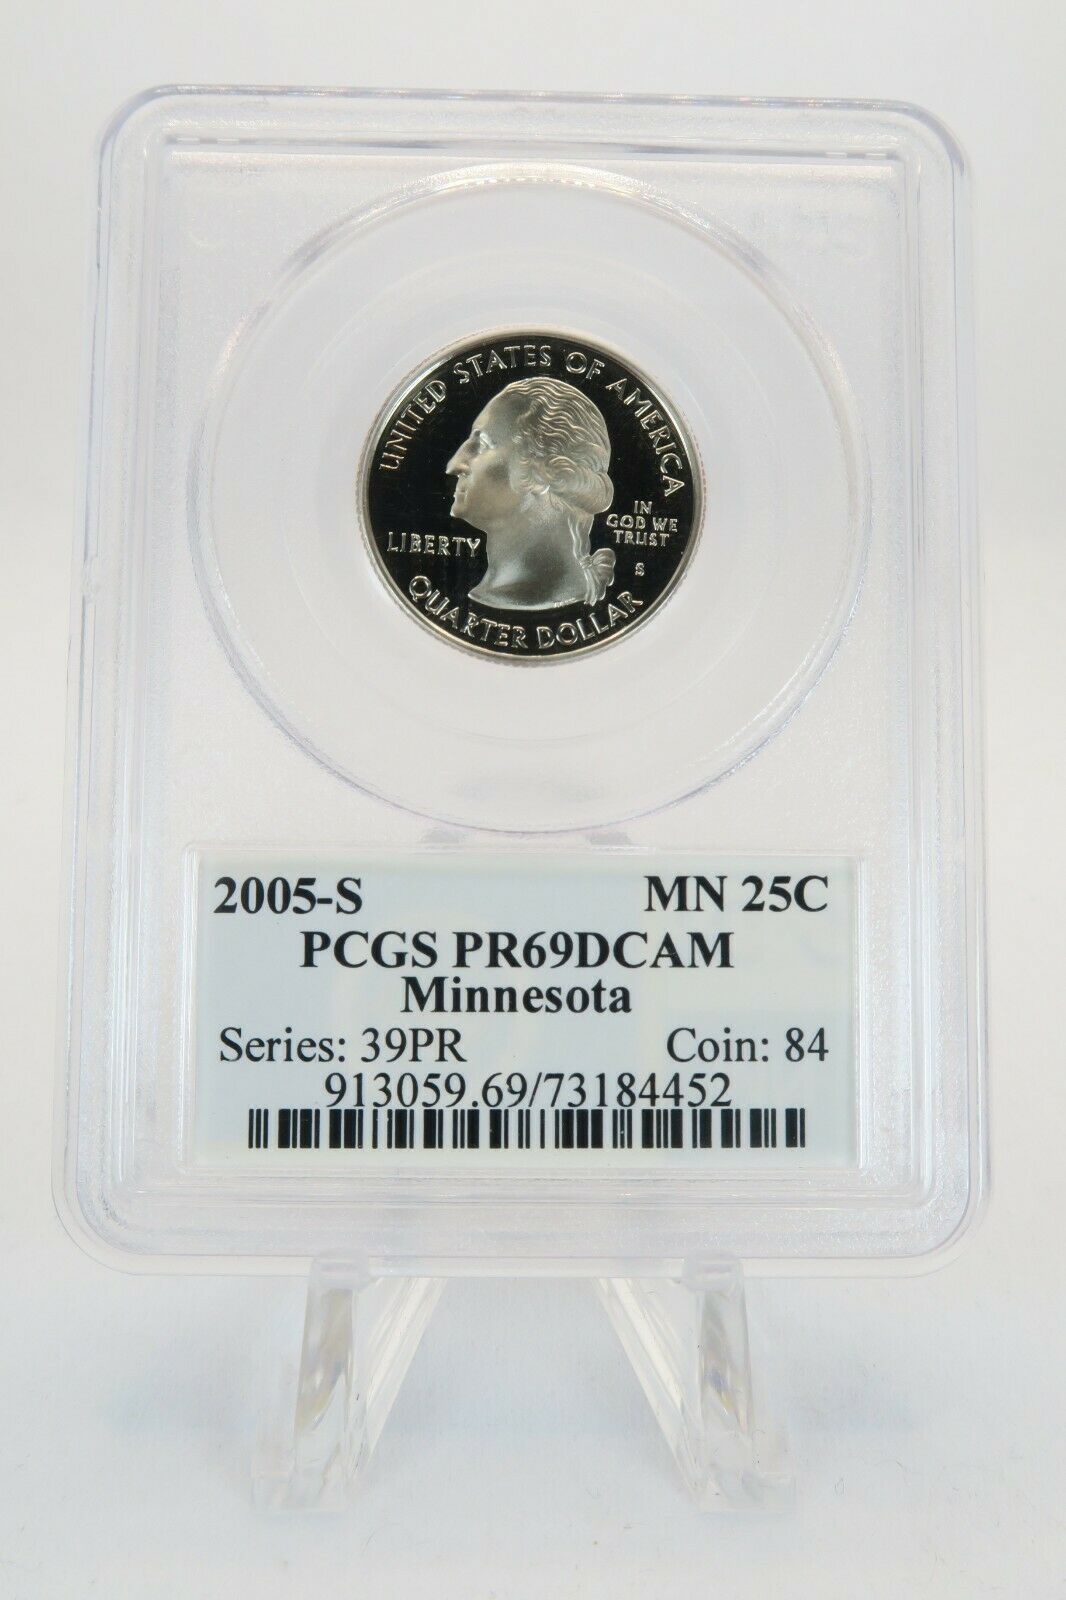 UNITED STATES OF AMERICA
IN
GOD WE
TRUST
LIBERTY
S
QUARTER DOLLAR
2005-S MN 25C
PCGS PR69DCAM
Minnesota
Series: 39PR Coin: 84
913059.69/73184452